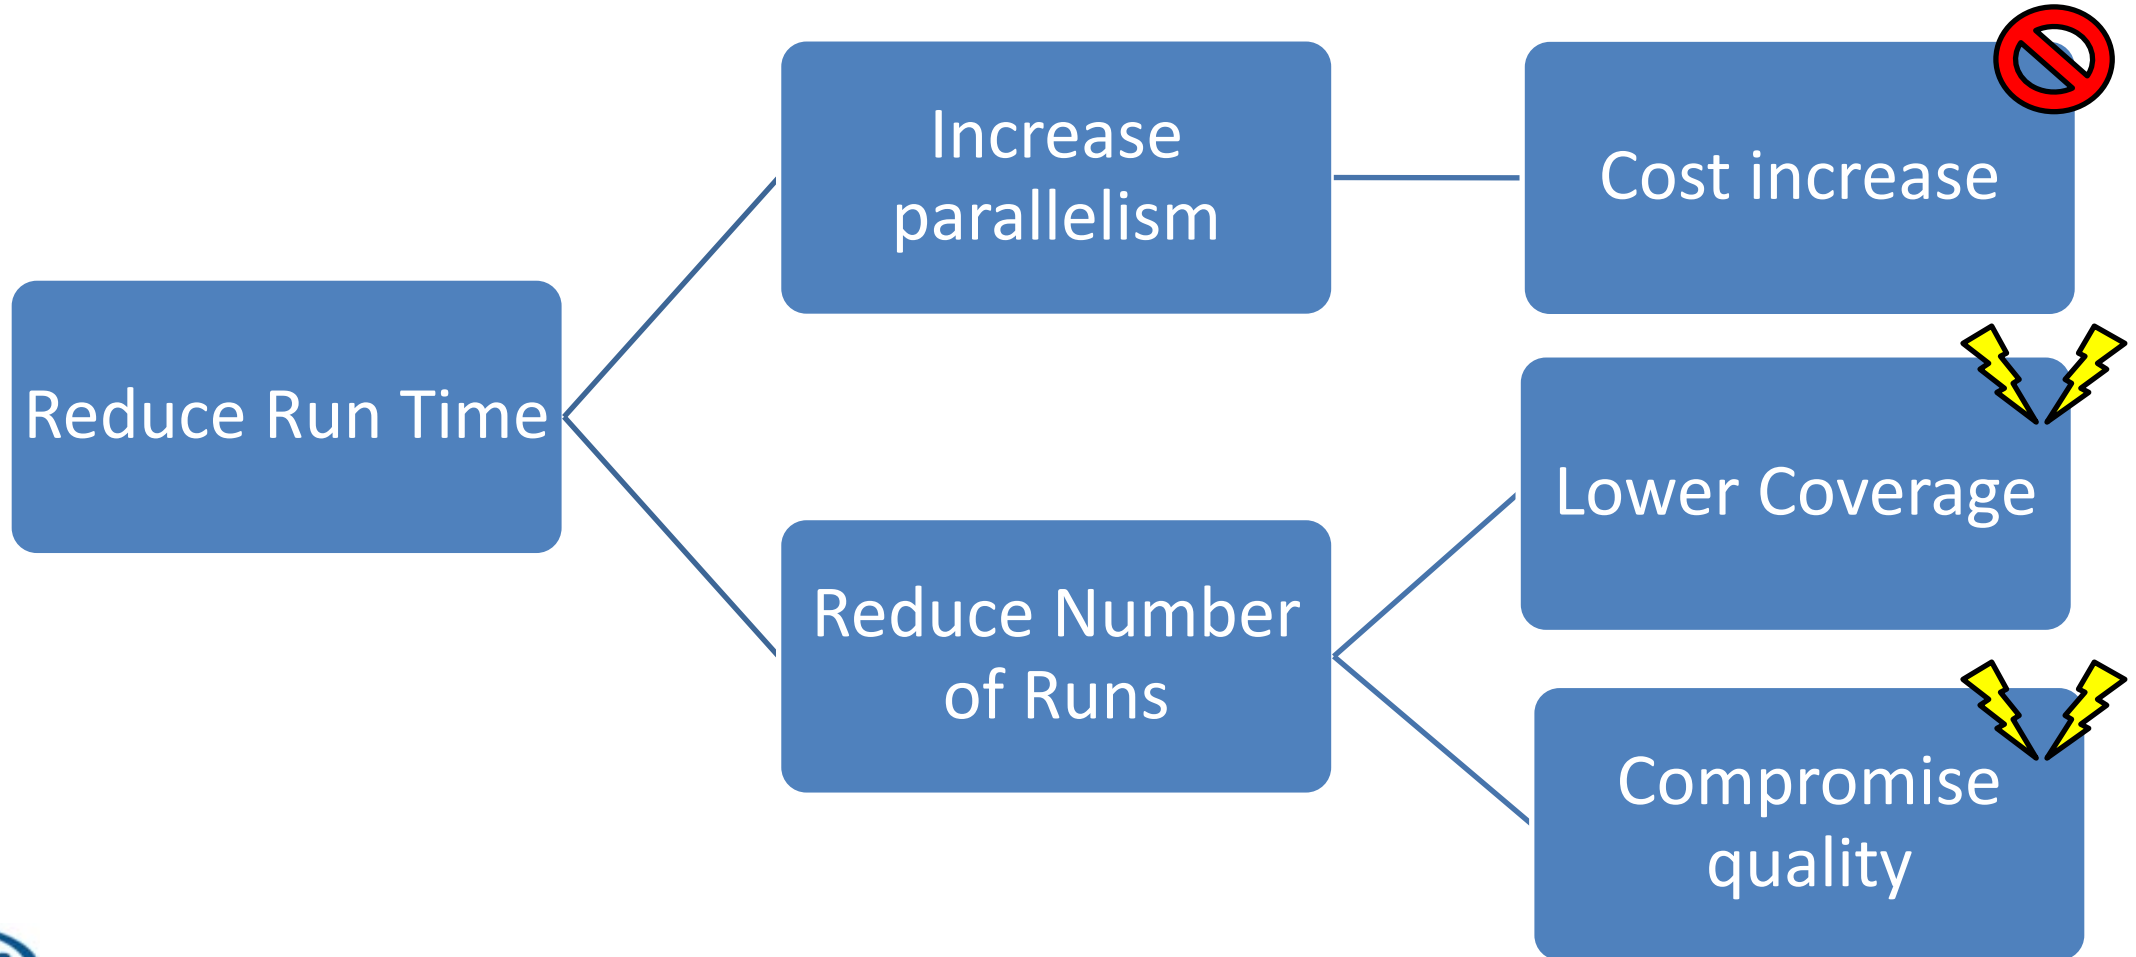 Reduce Run Time
Increase
parallelism
Cost increase
Reduce Number
of Runs
Lower Coverage
Compromise
quality